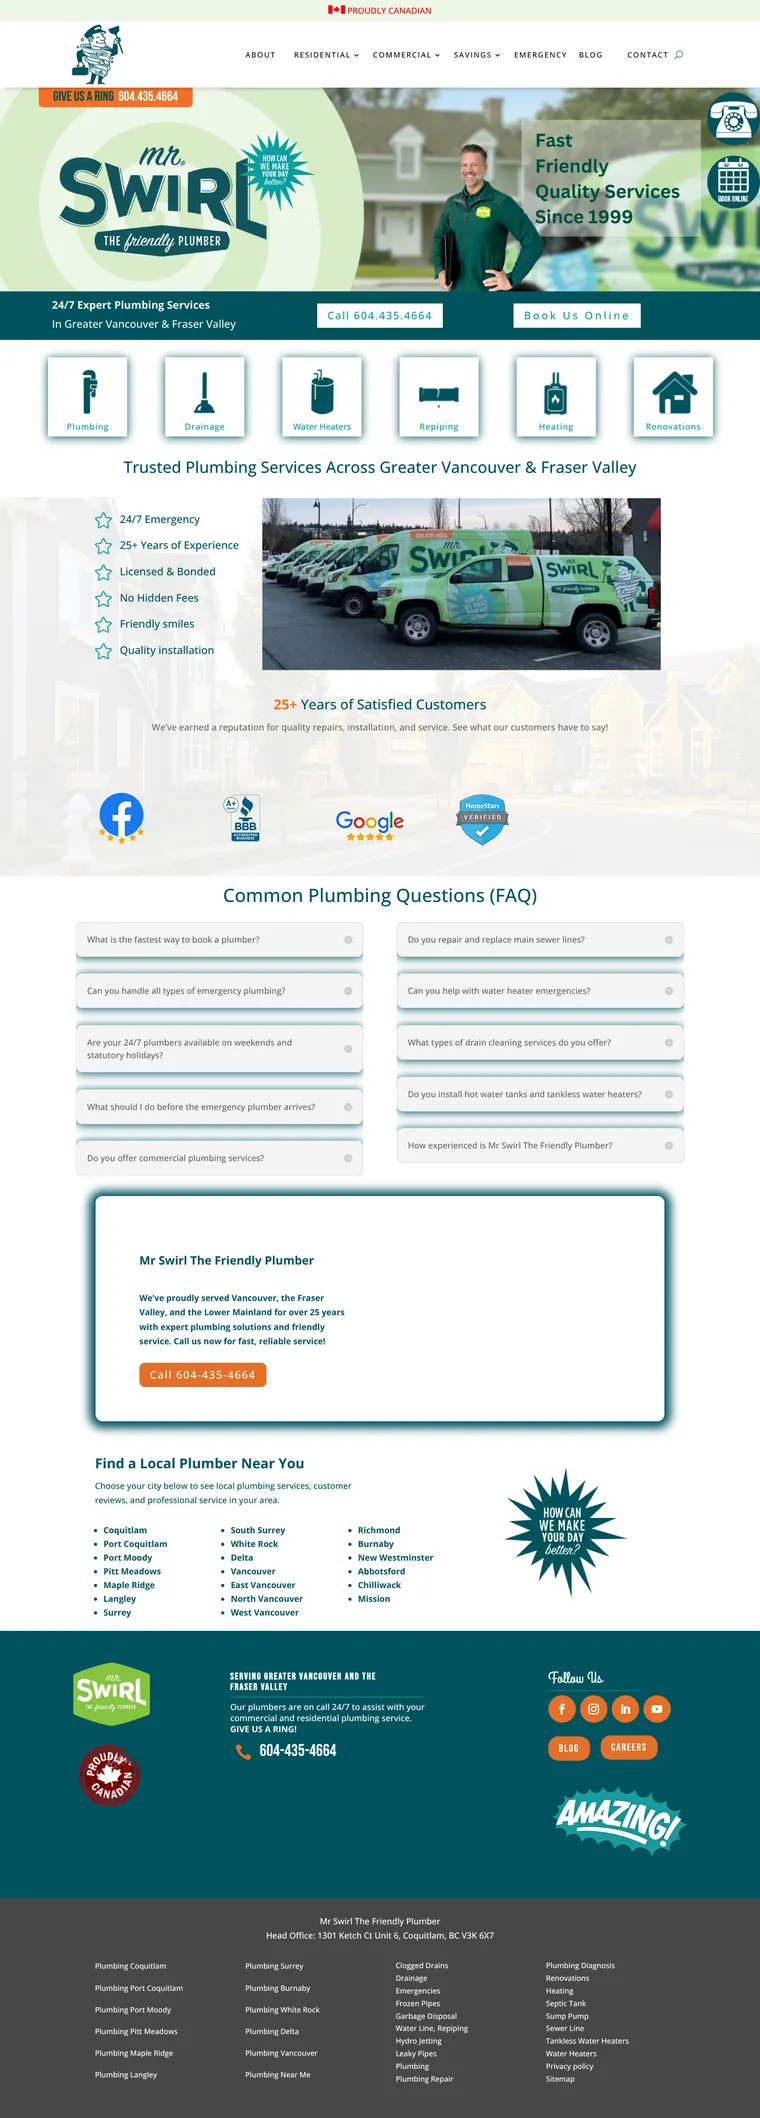 PROUDLY CANADIAN
ABOUT
RESIDENTIAL
COMMERCIAL
SAVINGS
EMERGENCY
BLOG
CONTACT
GIVE US A RING 604.435.4664
mr.
SWIRL
THE friendly PLUMBER
HOW CAN
WE MAKE
YOUR DAY
better?
Fast
Friendly
Quality Services
Since 1999
BOOK ONLINE
24/7 Expert Plumbing Services
In Greater Vancouver & Fraser Valley
Call 604.435.4664
Book Us Online
Plumbing
Drainage
Water Heaters
Repiping
Heating
Renovations
Trusted Plumbing Services Across Greater Vancouver & Fraser Valley
24/7 Emergency
25+ Years of Experience
Licensed & Bonded
No Hidden Fees
Friendly smiles
Quality installation
mr.
SWIRL
SWIRL
THE friendly PLUMBER
25+ Years of Satisfied Customers
We've earned a reputation for quality repairs, installation, and service. See what our customers have to say!
A+
BBB
ACCREDITED
BUSINESS
Google
HomeStars
VERIFIED
Common Plumbing Questions (FAQ)
What is the fastest way to book a plumber?
Can you handle all types of emergency plumbing?
Are your 24/7 plumbers available on weekends and
statutory holidays?
What should I do before the emergency plumber arrives?
Do you offer commercial plumbing services?
Do you repair and replace main sewer lines?
Can you help with water heater emergencies?
What types of drain cleaning services do you offer?
Do you install hot water tanks and tankless water heaters?
How experienced is Mr Swirl The Friendly Plumber?
Mr Swirl The Friendly Plumber
We've proudly served Vancouver, the Fraser
Valley, and the Lower Mainland for over 25 years
with expert plumbing solutions and friendly
service. Call us now for fast, reliable service!
Call 604-435-4664
Find a Local Plumber Near You
Choose your city below to see local plumbing services, customer
reviews, and professional service in your area.
Coquitlam
Port Coquitlam
Port Moody
Pitt Meadows
Maple Ridge
Langley
Surrey
South Surrey
White Rock
Delta
Vancouver
East Vancouver
North Vancouver
West Vancouver
Richmond
Burnaby
New Westminster
Abbotsford
Chilliwack
Mission
HOW CAN
WE MAKE
YOUR DAY
better?
mr.
SWIRL
THE friendly PLUMBER
PROUDLY
CANADIAN
SERVING GREATER VANCOUVER AND THE
FRASER VALLEY
Our plumbers are on call 24/7 to assist with your
commercial and residential plumbing service.
GIVE US A RING!
604-435-4664
Follow Us
BLOG
CAREERS
AMAZING!
Mr Swirl The Friendly Plumber
Head Office: 1301 Ketch Ct Unit 6, Coquitlam, BC V3K 6X7
Plumbing Coquitlam
Plumbing Port Coquitlam
Plumbing Port Moody
Plumbing Pitt Meadows
Plumbing Maple Ridge
Plumbing Langley
Plumbing Surrey
Plumbing Burnaby
Plumbing White Rock
Plumbing Delta
Plumbing Vancouver
Plumbing Near Me
Clogged Drains
Drainage
Emergencies
Frozen Pipes
Garbage Disposal
Water Line, Repiping
Hydro Jetting
Leaky Pipes
Plumbing
Plumbing Repair
Plumbing Diagnosis
Renovations
Heating
Septic Tank
Sump Pump
Sewer Line
Tankless Water Heaters
Water Heaters
Privacy policy
Sitemap